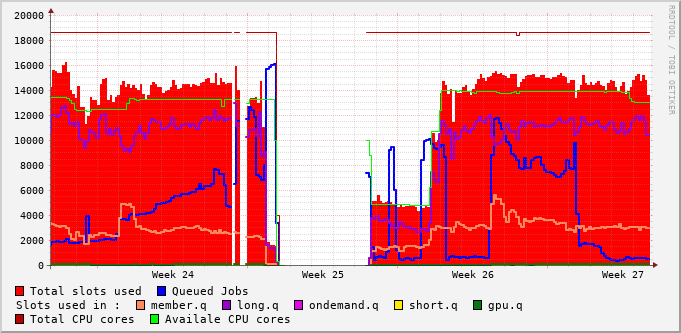 RRDTOOL / TOBI OETIKER
20000
18000
16000
14000
12000
10000
8000
6000
4000
2000
0
Week 24 Week 25 Week 26 Week 27
Total slots used Queued Jobs
Slots used in : member.q long.q ondemand.q short.q gpu.q
Total CPU cores Availale CPU cores